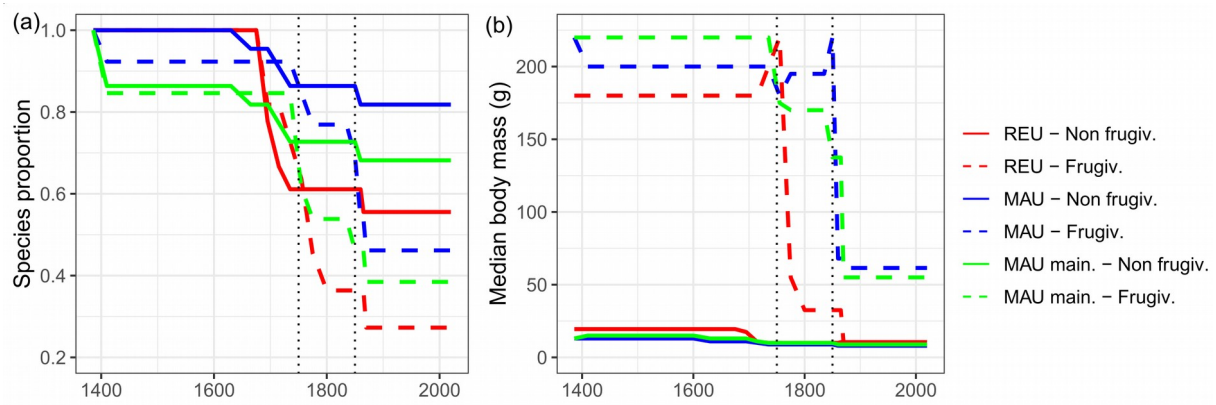 (a)
Species proportion
1.0
0.8
0.6
0.4
0.2
1400 1600 1800 2000
(b)
Median body mass (g)
200
150
100
50
0
1400 1600 1800 2000
REU − Non frugiv.
REU − Frugiv.
MAU − Non frugiv.
MAU − Frugiv.
MAU main. − Non frugiv.
MAU main. − Frugiv.